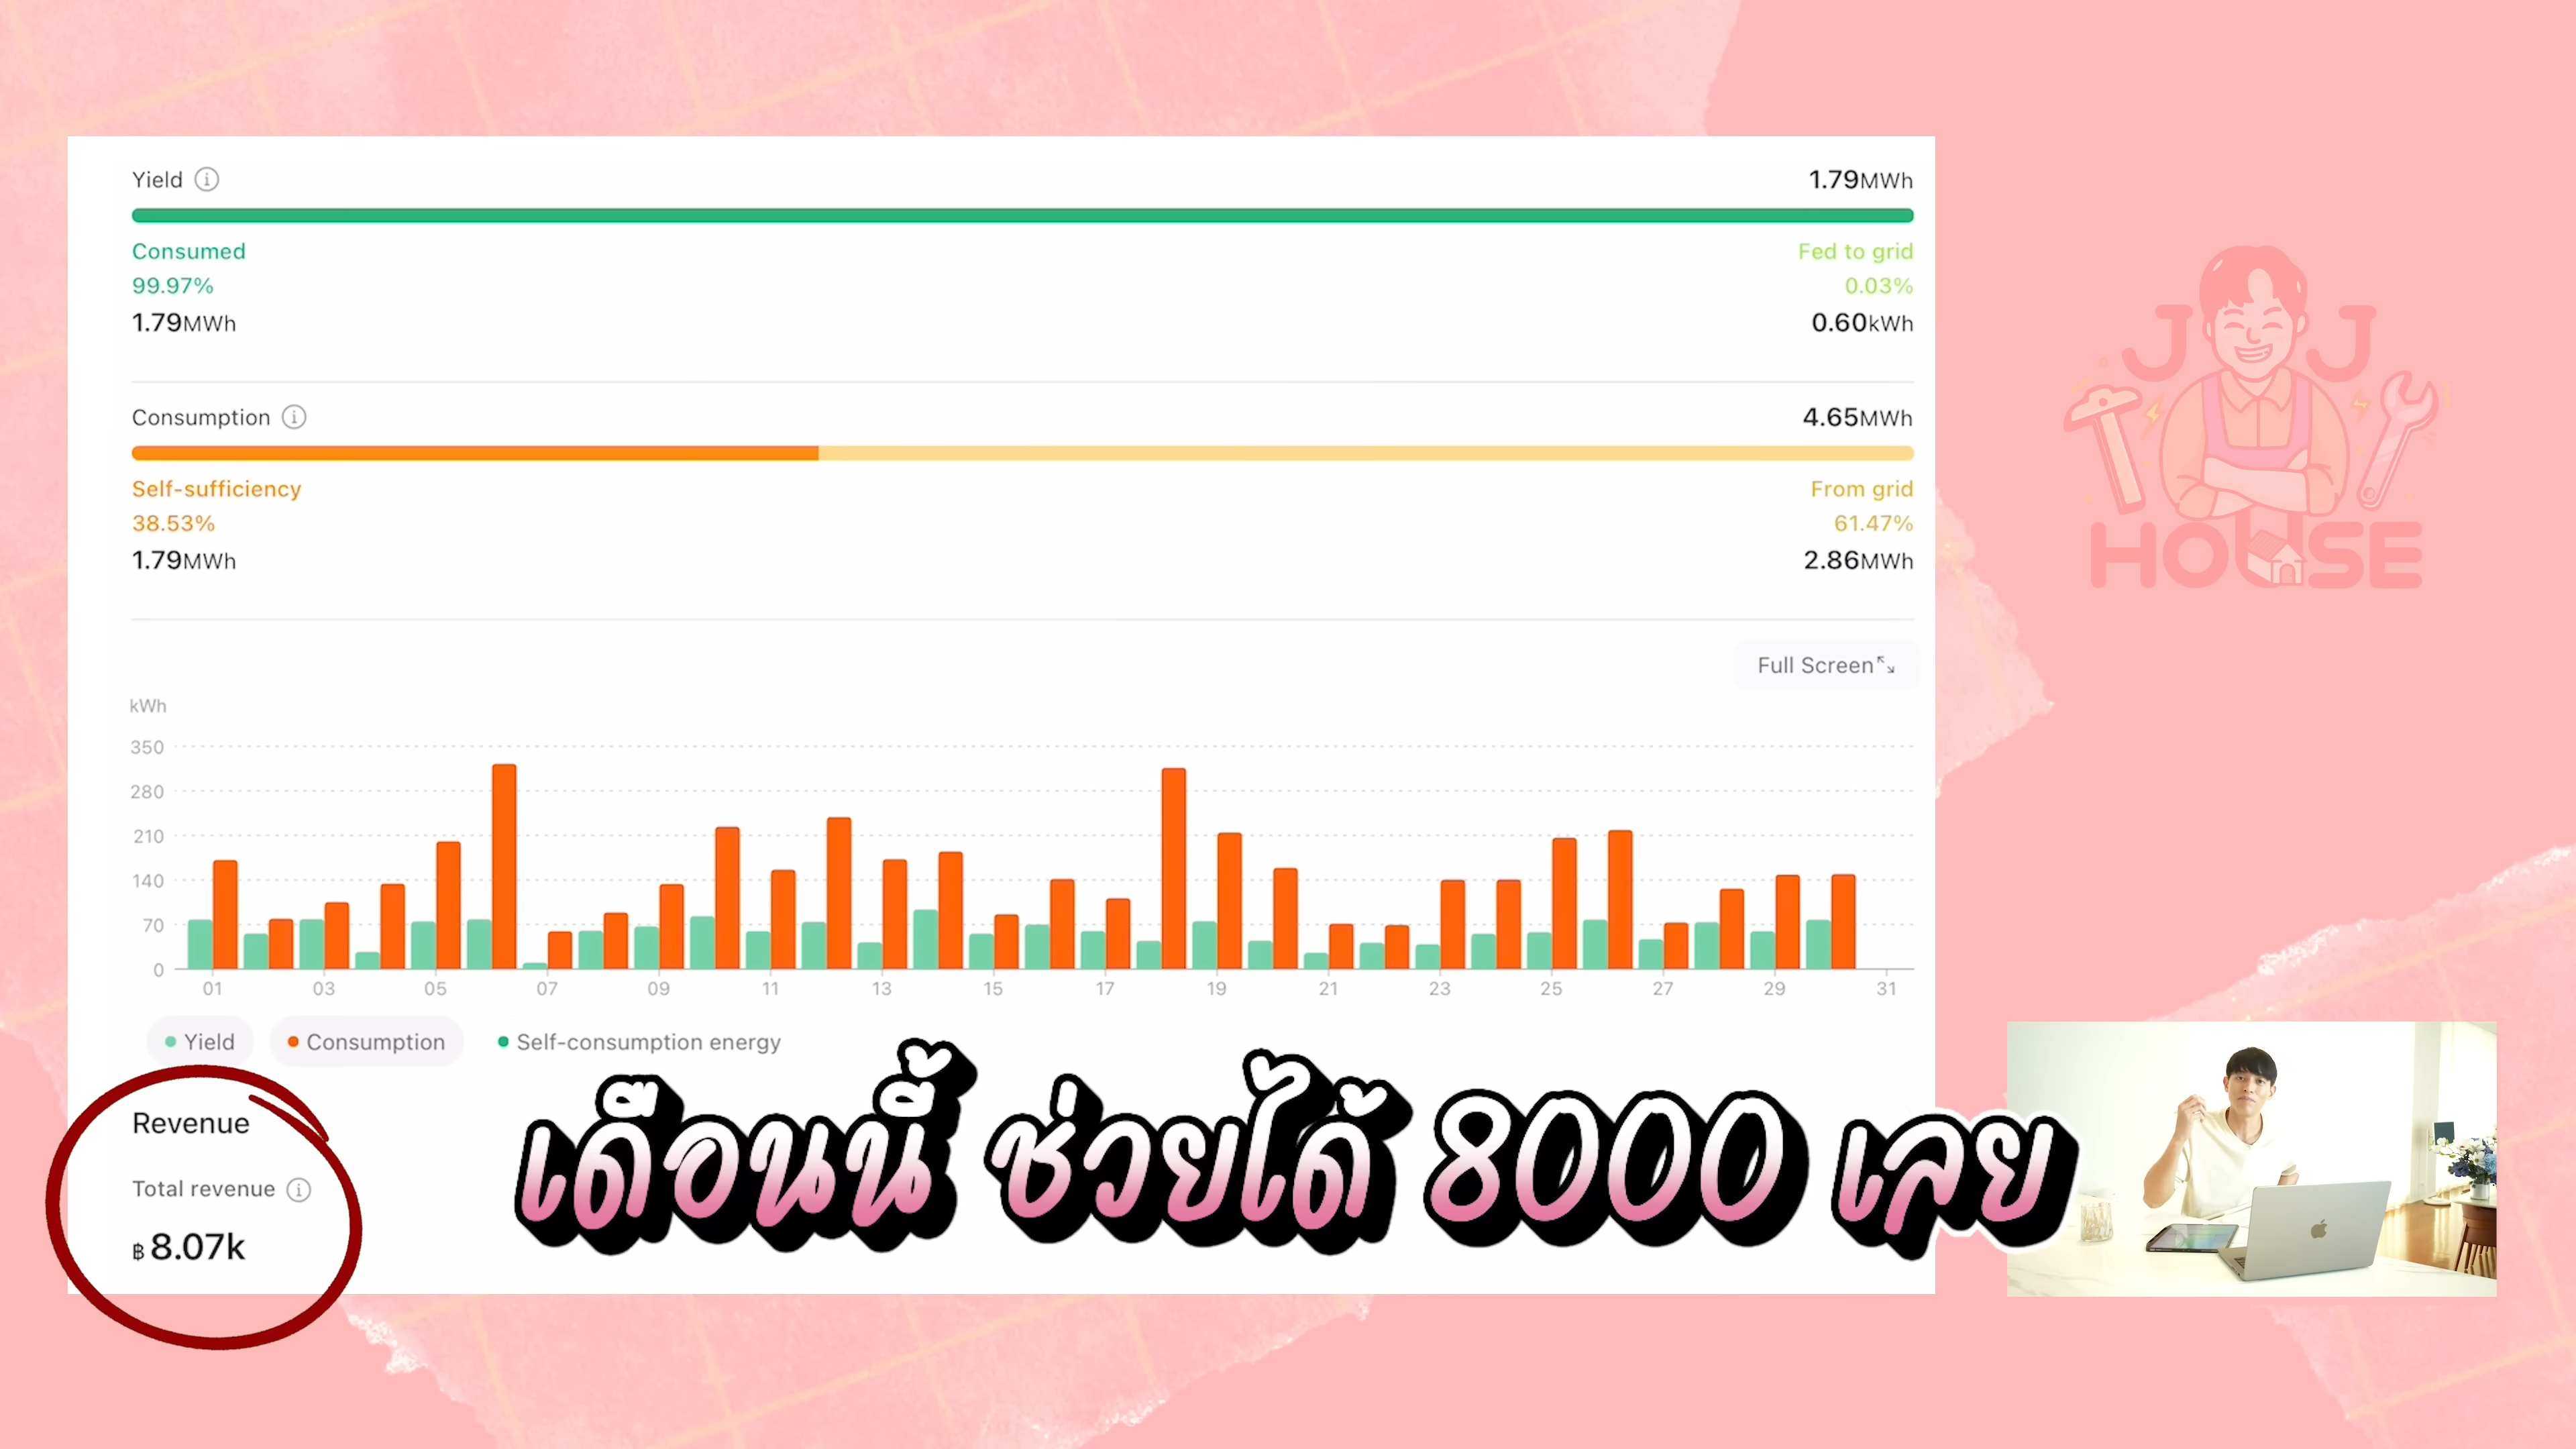 Yield
1.79MWh
Consumed
Fed to grid
99.97%
0.03%
1.79MWh
0.60kWh
Consumption
4.65MWh
Self-sufficiency
From grid
38.53%
61.47%
1.79MWh
2.86MWh
Full Screen
kWh
350
280
210
140
70
0
01 03 05 07 09 11 13 15 17 19 21 23 25 27 29 31
Yield Consumption Self-consumption energy
Revenue
Total revenue
฿8.07k
เดือนนี้ ช่วยได้ 8000 เลย
J J
HOUSE